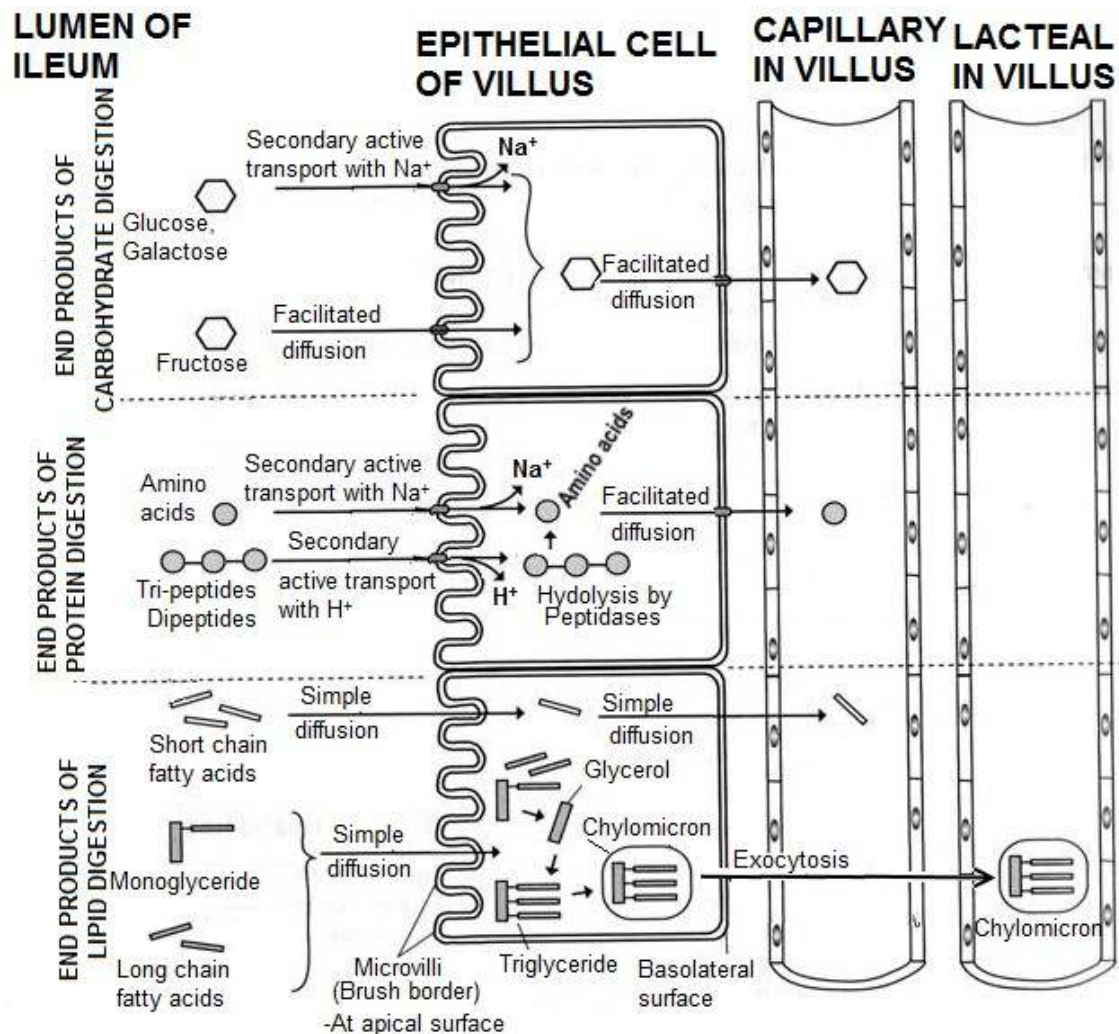 LUMEN OF
ILEUM
EPITHELIAL CELL
OF VILLUS
CAPILLARY
IN VILLUS
LACTEAL
IN VILLUS
END PRODUCTS OF
CARBOHYDRATE DIGESTION
Secondary active
transport with Na⁺
Na⁺
Glucose,
Galactose
Facilitated
diffusion
Facilitated
diffusion
Fructose
END PRODUCTS OF
PROTEIN DIGESTION
Amino
acids
Secondary active
transport with Na⁺
Na⁺
Amino acids
Facilitated
diffusion
Tri-peptides
Dipeptides
Secondary
active transport
with H⁺
H⁺
Hydolysis by
Peptidases
END PRODUCTS OF
LIPID DIGESTION
Short chain
fatty acids
Simple
diffusion
Simple
diffusion
Glycerol
Monoglyceride
Simple
diffusion
Chylomicron
Exocytosis
Chylomicron
Long chain
fatty acids
Microvilli
(Brush border)
-At apical surface
Triglyceride
Basolateral
surface